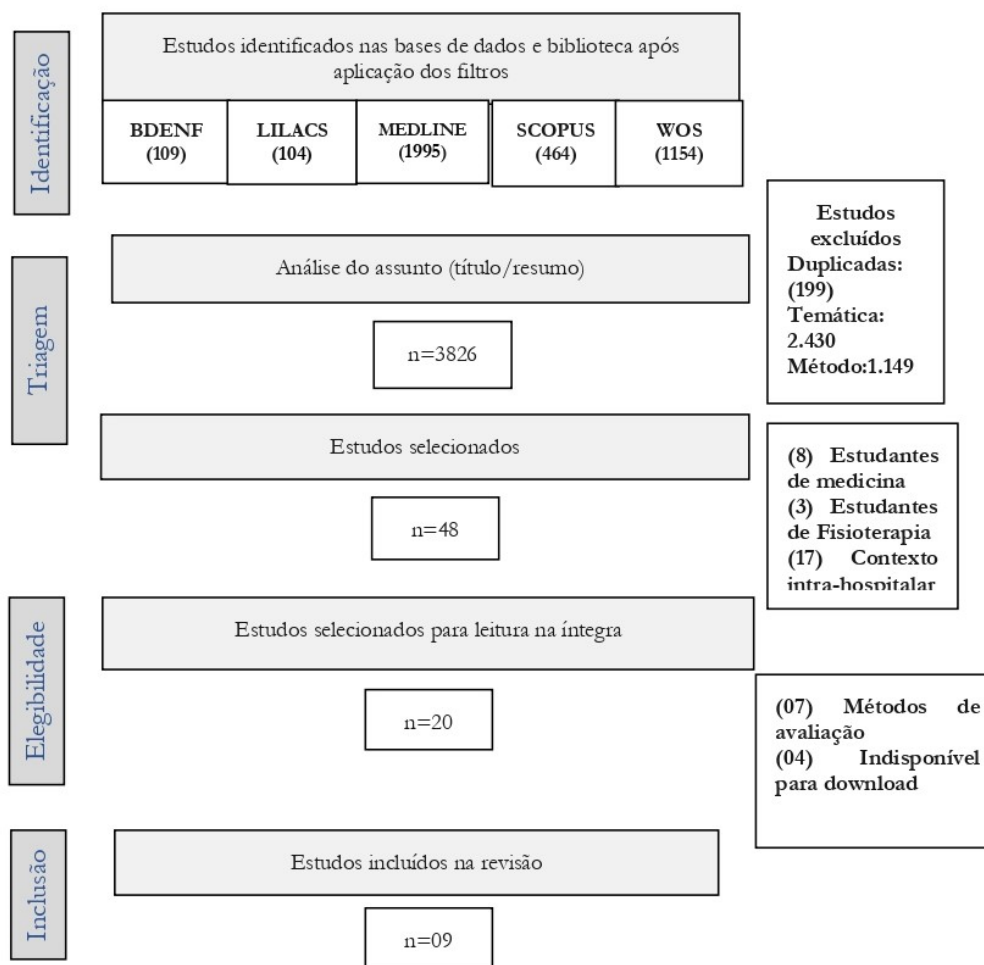 Identificação
Estudos identificados nas bases de dados e biblioteca após
aplicação dos filtros
BDENF
(109)
LILACS
(104)
MEDLINE
(1995)
SCOPUS
(464)
WOS
(1154)
Triagem
Análise do assunto (título/resumo)
n=3826
Estudos
excluídos
Duplicadas:
(199)
Temática:
2.430
Método:1.149
Estudos selecionados
n=48
(8) Estudantes
de medicina
(3) Estudantes
de Fisioterapia
(17) Contexto
intra-hospitalar
Elegibilidade
Estudos selecionados para leitura na íntegra
n=20
(07) Métodos de
avaliação
(04) Indisponível
para download
Inclusão
Estudos incluídos na revisão
n=09